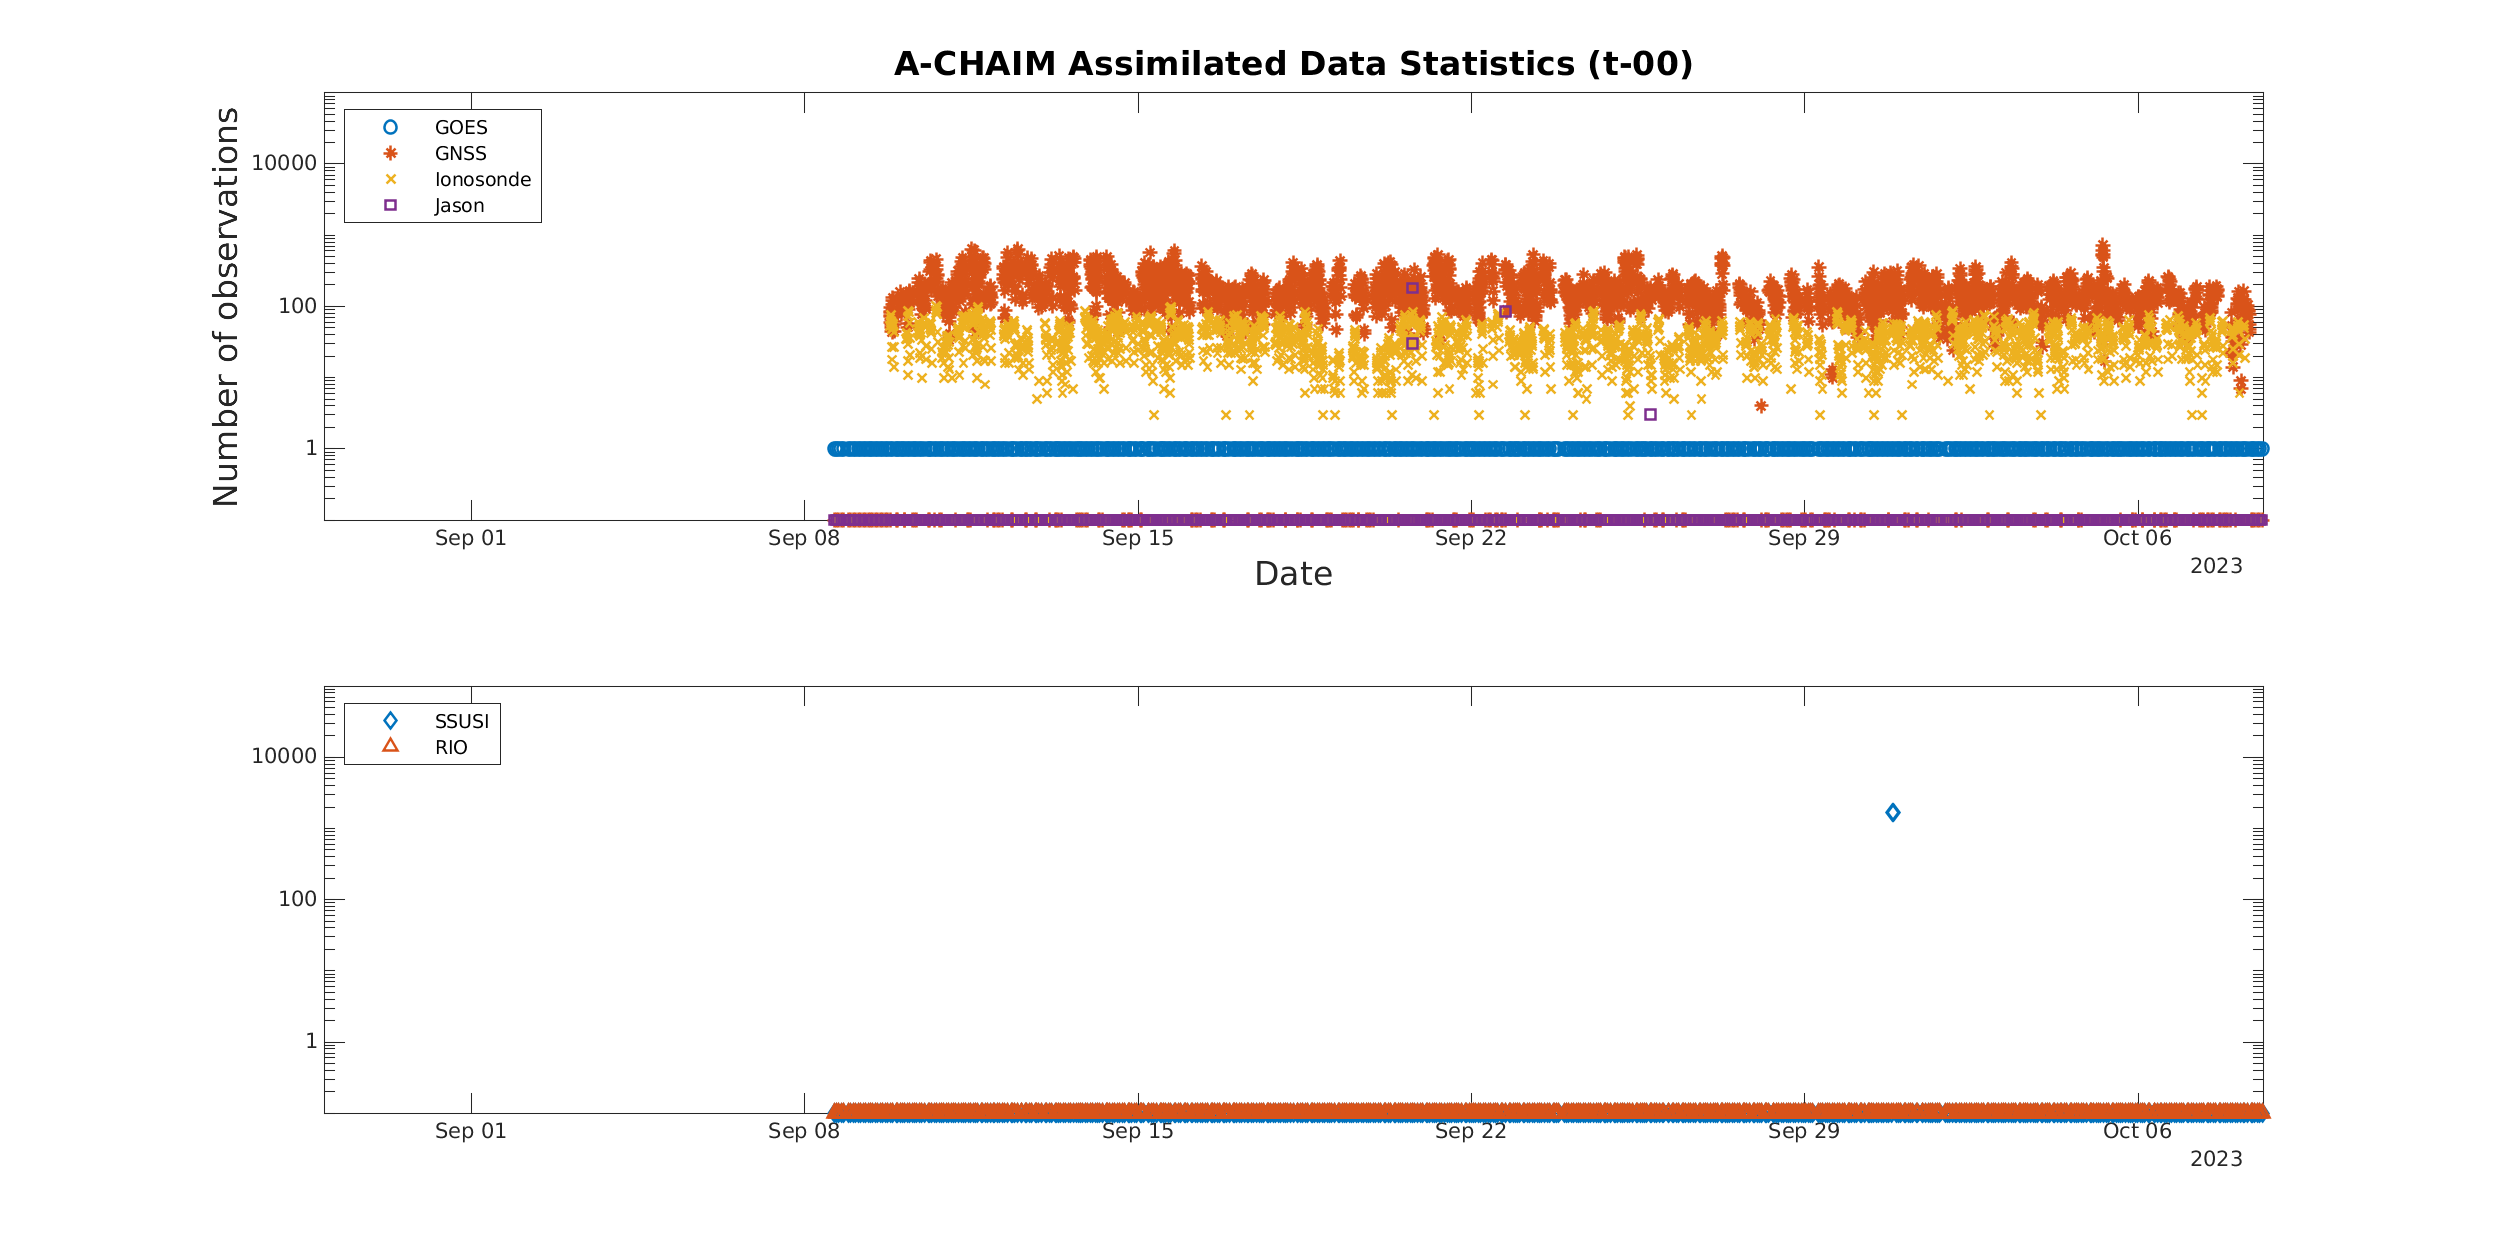 A-CHAIM Assimilated Data Statistics (t-00)
Number of observations
10000
100
1
GOES
GNSS
Ionosonde
Jason
Sep 01 Sep 08 Sep 15 Sep 22 Sep 29 Oct 06
2023
Date
10000
100
1
SSUSI
RIO
Sep 01 Sep 08 Sep 15 Sep 22 Sep 29 Oct 06
2023